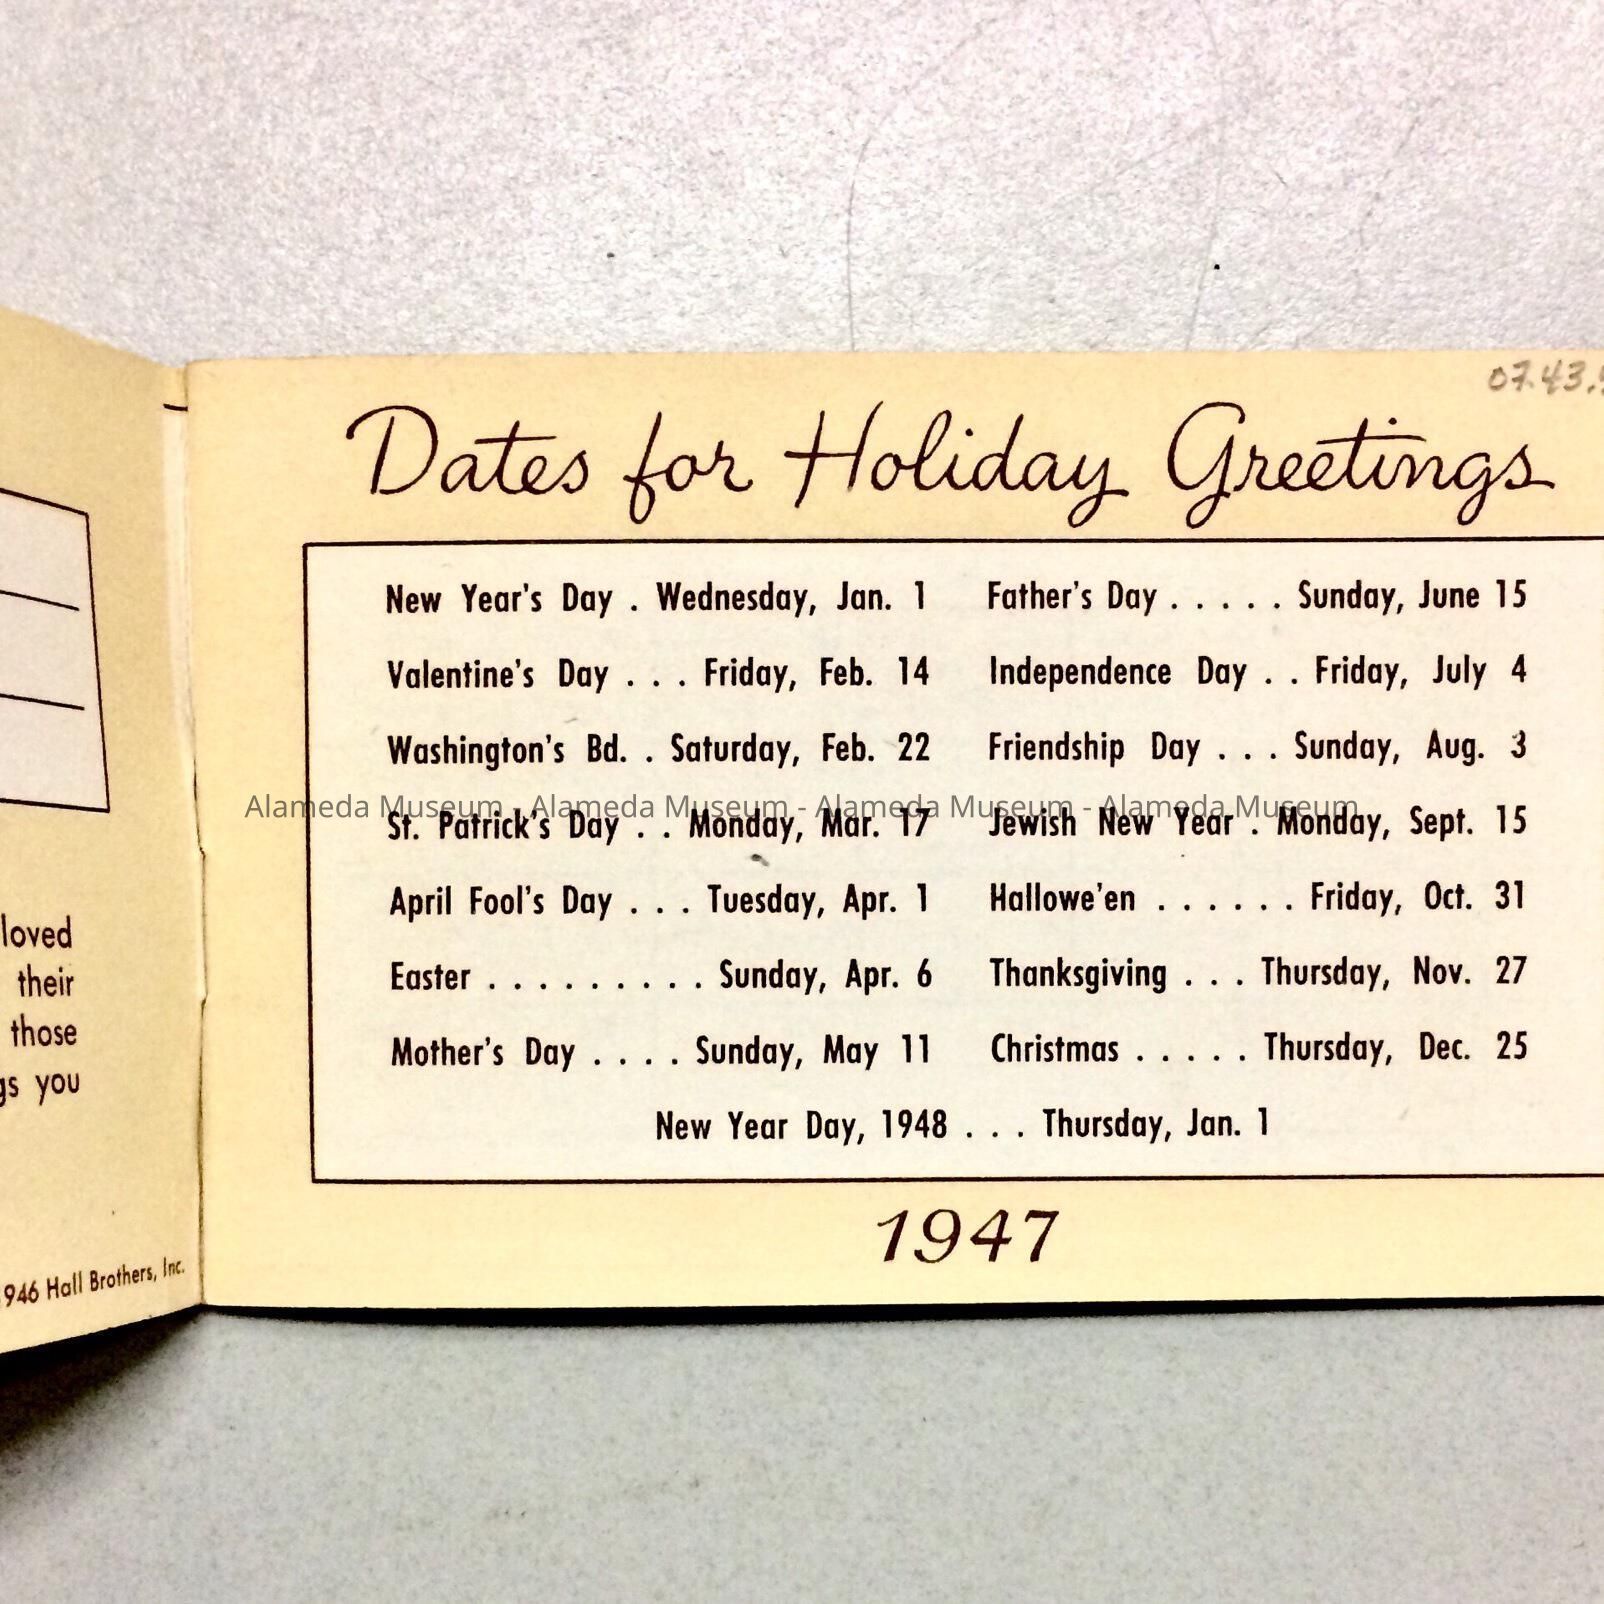 07.43.
Dates for Holiday Greetings
New Year's Day . Wednesday, Jan. 1
Valentine's Day . . . Friday, Feb. 14
Washington's Bd. . Saturday, Feb. 22
St. Patrick's Day . . Monday, Mar. 17
April Fool's Day . . . Tuesday, Apr. 1
Easter . . . . . . . . . Sunday, Apr. 6
Mother's Day . . . . Sunday, May 11
Father's Day . . . . . Sunday, June 15
Independence Day . . Friday, July 4
Friendship Day . . . Sunday, Aug. 3
Jewish New Year . Monday, Sept. 15
Hallowe'en . . . . . . Friday, Oct. 31
Thanksgiving . . . Thursday, Nov. 27
Christmas . . . . . Thursday, Dec. 25
New Year Day, 1948 . . . Thursday, Jan. 1
1947
Alameda Museum - Alameda Museum - Alameda Museum - Alameda Museum
loved
their
those
you
946 Hall Brothers, Inc.